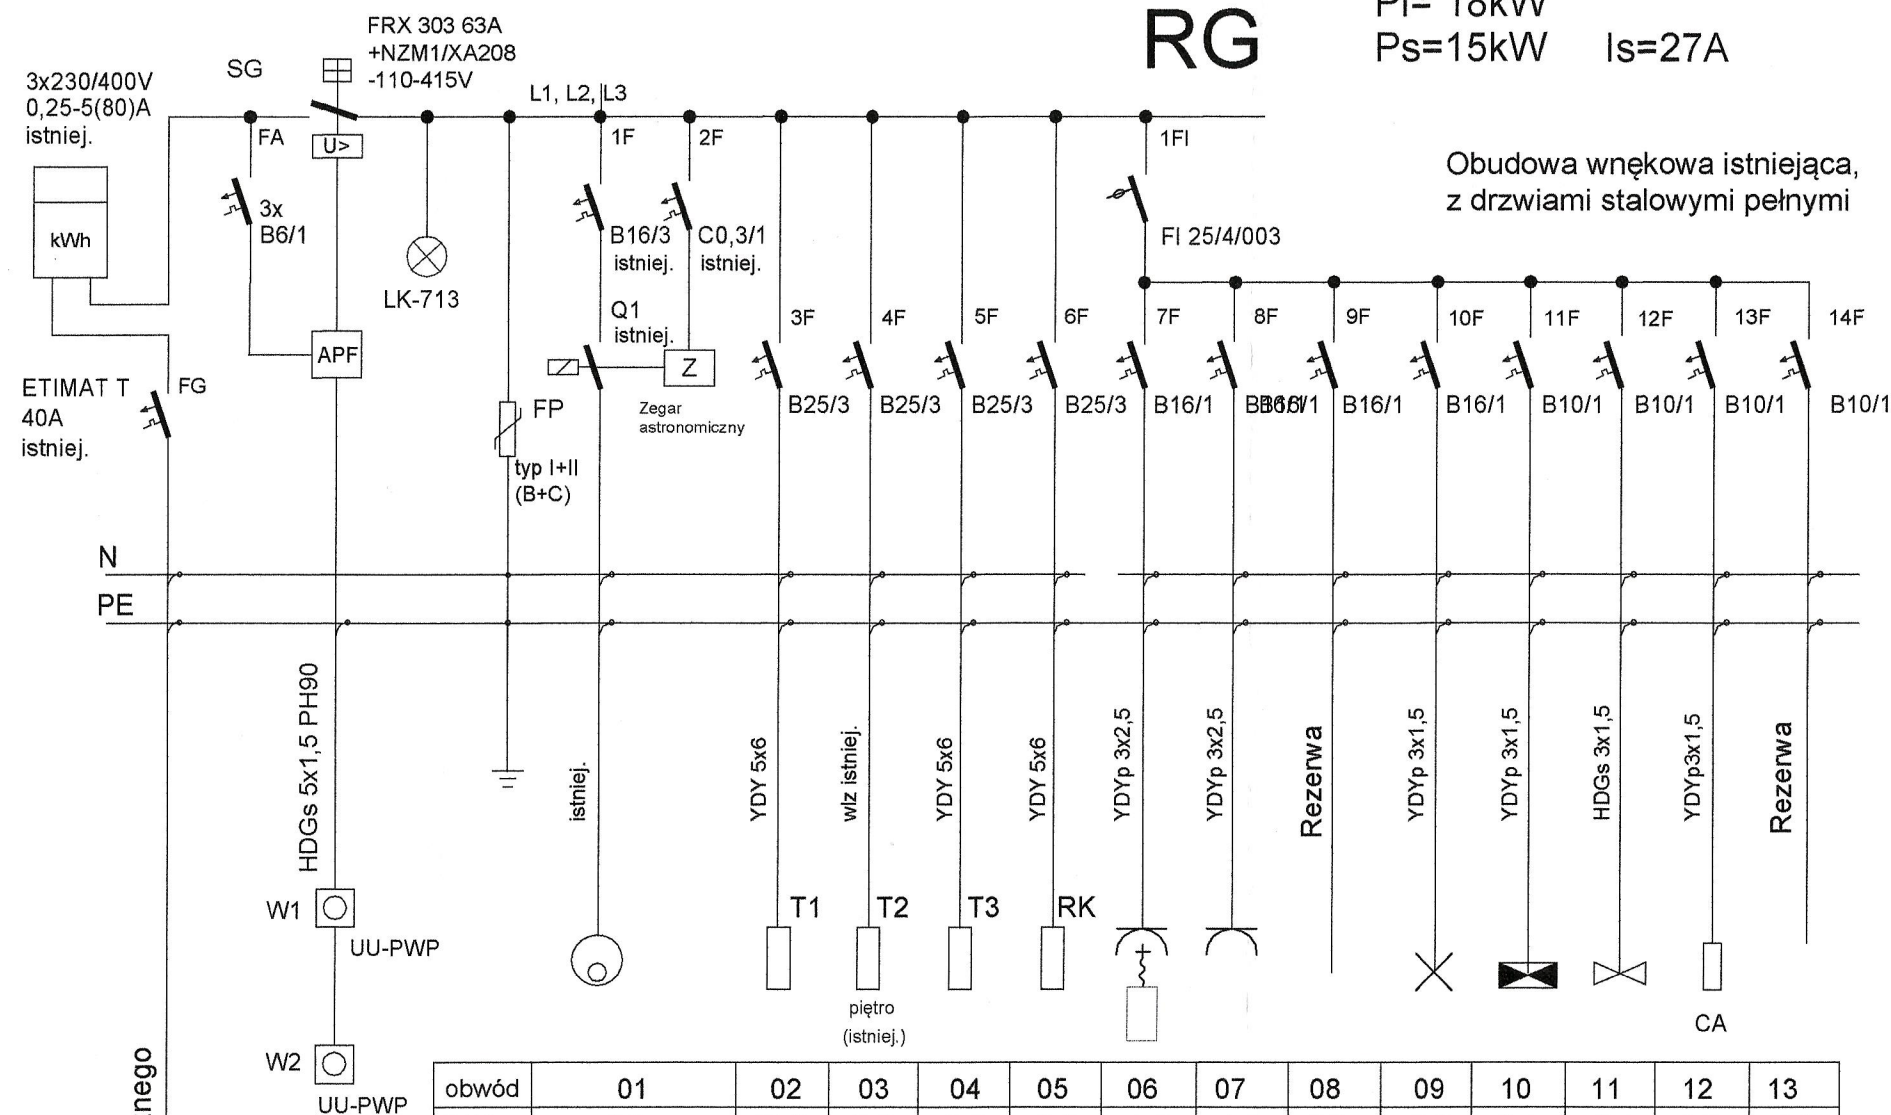 RG
PI= 18kW
Ps=15kW Is=27A
Obudowa wnękowa istniejąca,
z drzwiami stalowymi pełnymi
3x230/400V
0,25-5(80)A
istniej.
kWh
ETIMAT T
40A
istniej.
FG
SG
FRX 303 63A
+NZM1/XA208
-110-415V
U>
FA
3x
B6/1
APF
LK-713
L1, L2, L3
FP
typ I+II
(B+C)
1F
B16/3
istniej.
Q1
istniej.
2F
C0,3/1
istniej.
Z
Zegar
astronomiczny
1FI
FI 25/4/003
3F
4F
5F
6F
7F
8F
9F
10F
11F
12F
13F
14F
B25/3
B25/3
B25/3
B25/3
B16/1
B16/1
B16/1
B16/1
B10/1
B10/1
B10/1
B10/1
N
PE
HDGs 5x1,5 PH90
istniej.
YDY 5x6
wlz istniej.
YDY 5x6
YDY 5x6
YDYp 3x2,5
YDYp 3x2,5
Rezerwa
YDYp 3x1,5
YDYp 3x1,5
HDGs 3x1,5
YDYp3x1,5
Rezerwa
W1
UU-PWP
W2
UU-PWP
T1
T2
T3
RK
piętro
(istniej.)
CA
nego
obwód 01 02 03 04 05 06 07 08 09 10 11 12 13